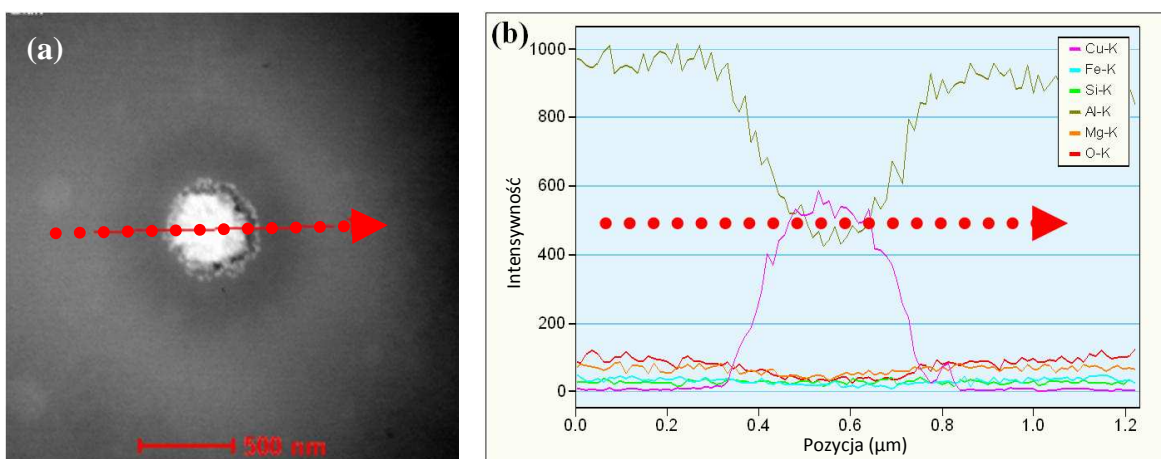 (a)
500 nm
(b)
Intensywność
1000
800
600
400
200
0
0.0 0.2 0.4 0.6 0.8 1.0 1.2
Pozycja (µm)
Cu-K
Fe-K
Si-K
Al-K
Mg-K
O-K